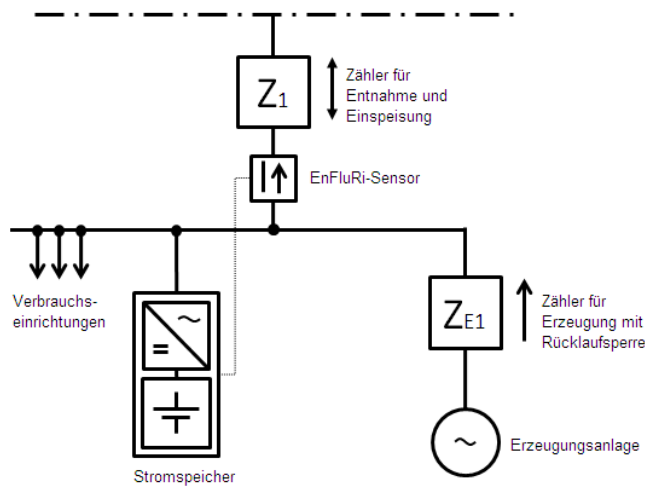 Z1
Zähler für
Entnahme und
Einspeisung
EnFluRi-Sensor
Verbrauchs-
einrichtungen
ZE1
Zähler für
Erzeugung mit
Rücklaufsperre
Erzeugungsanlage
Stromspeicher